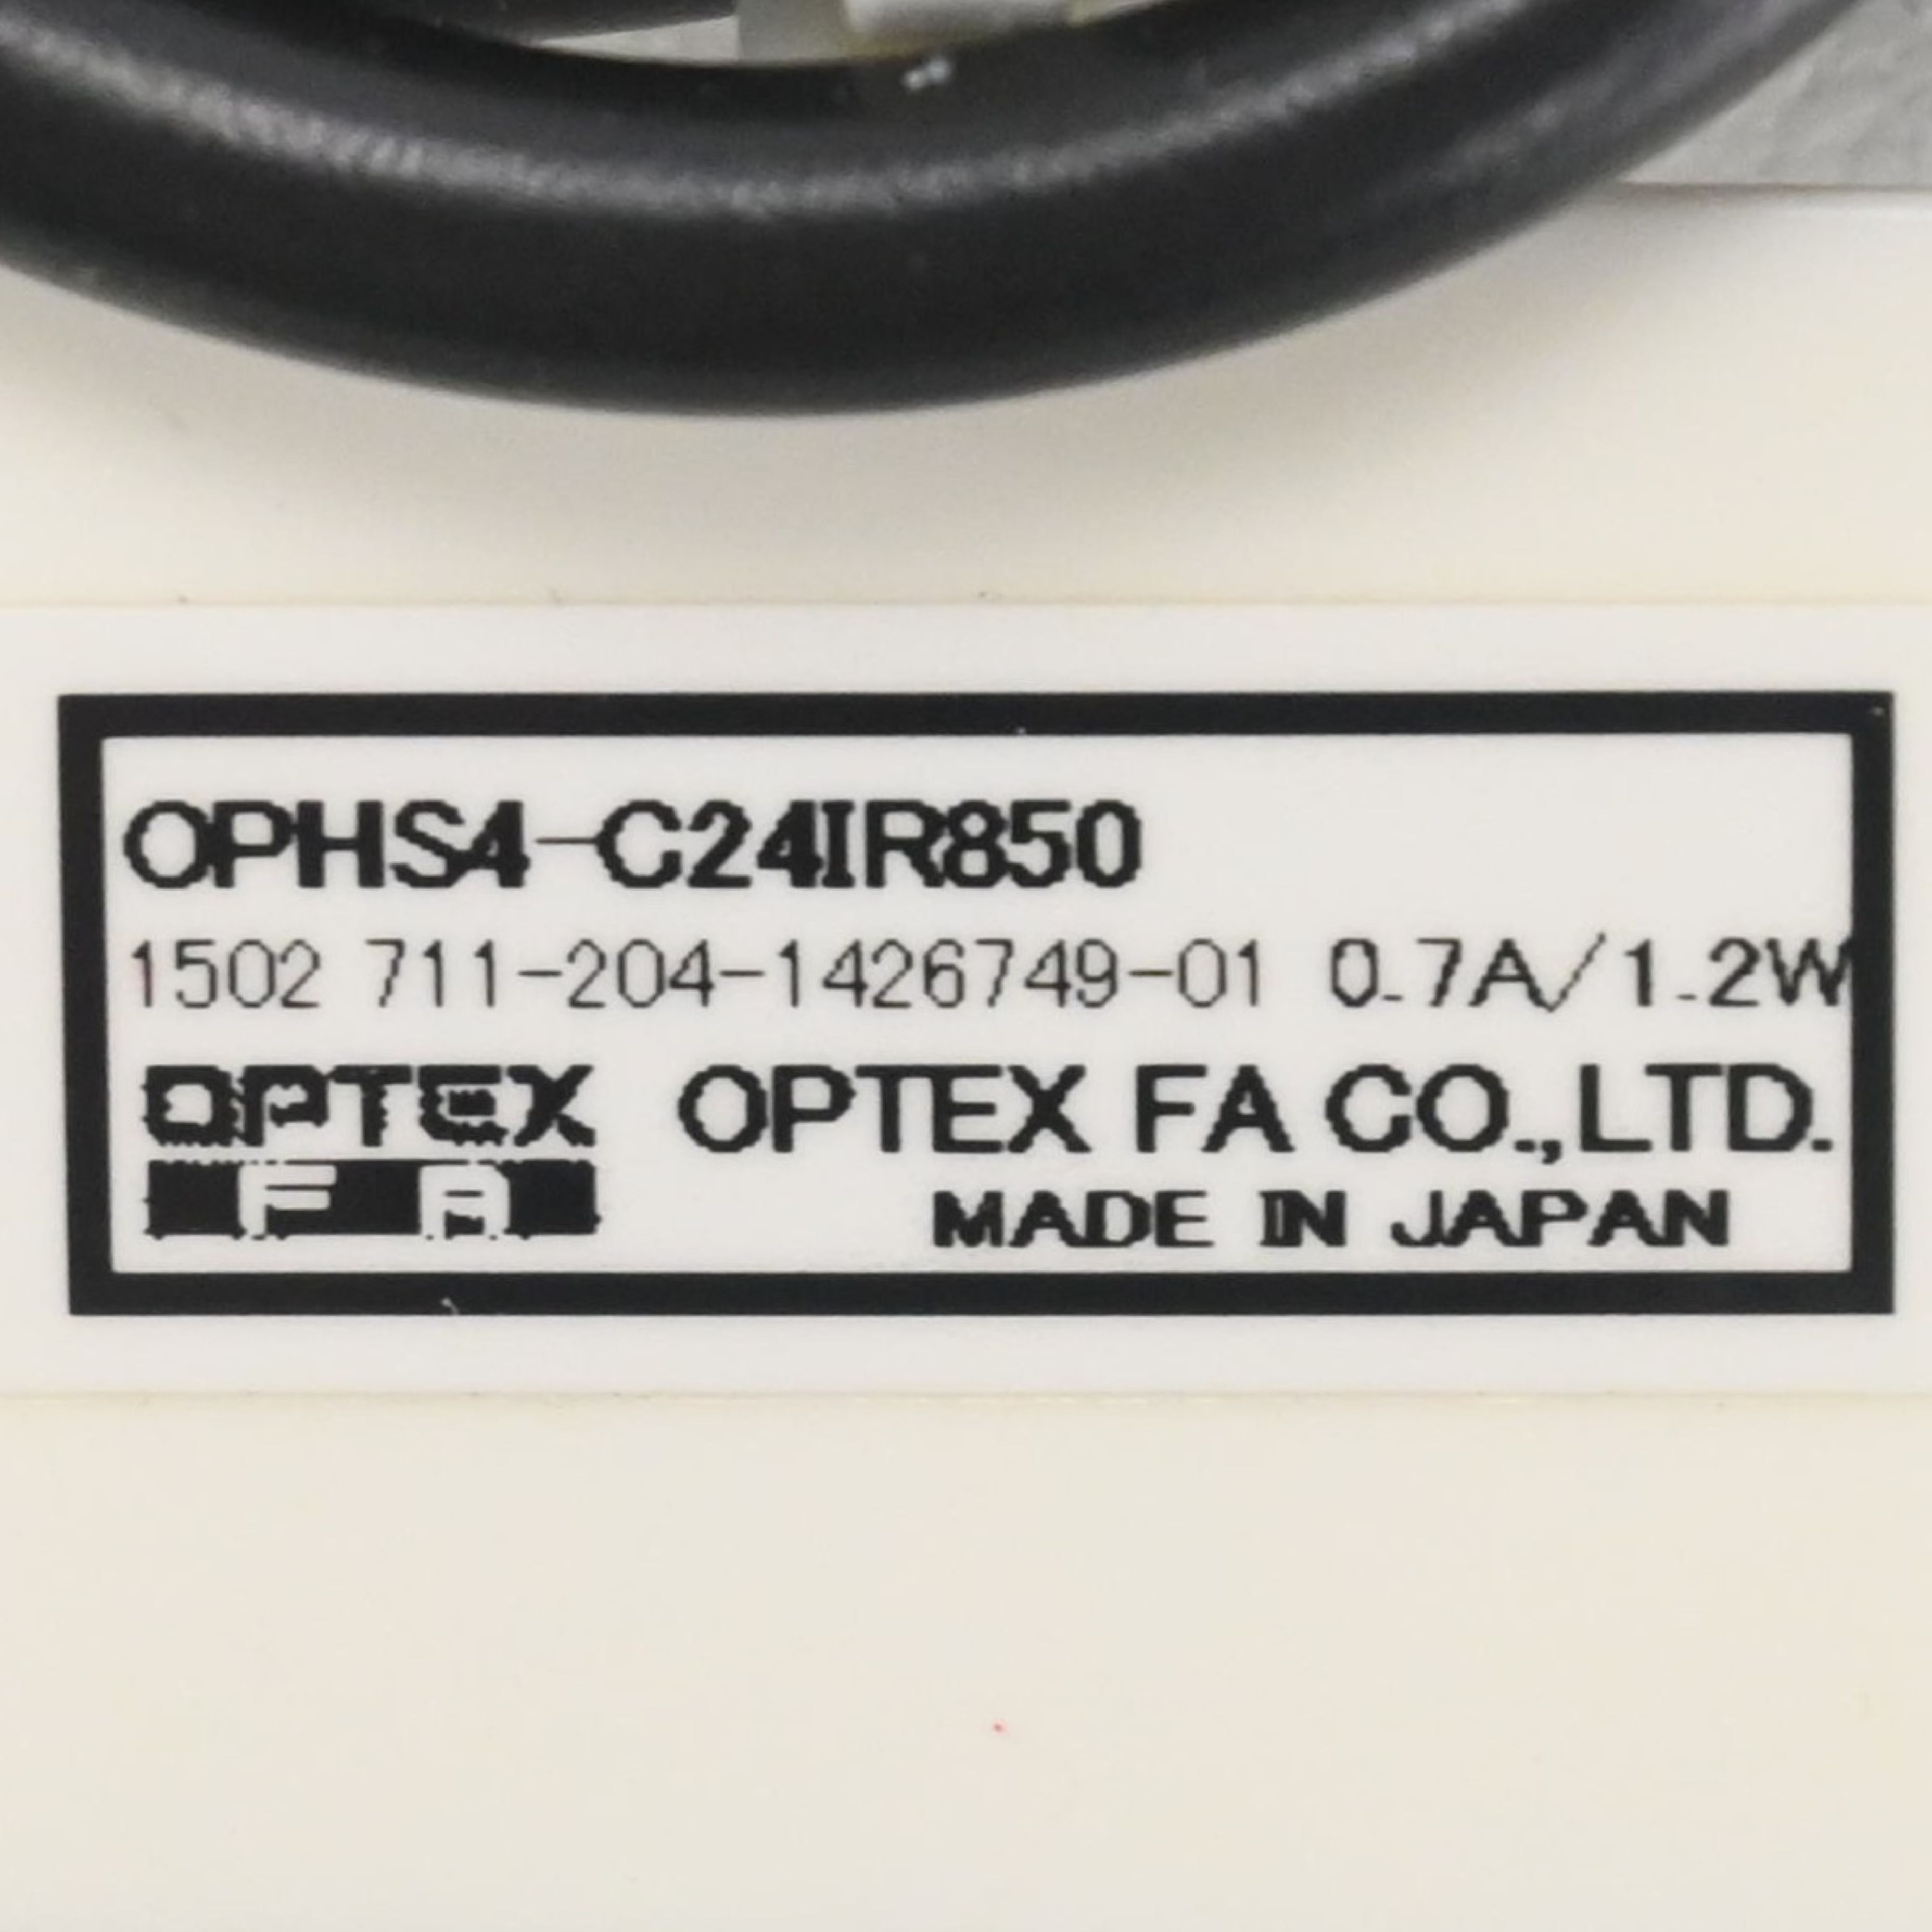 OPHS4-C24IR850
1502 711-204-1426749-01 0.7A/1.2W
OPTEX FA OPTEX FA CO.,LTD.
MADE IN JAPAN